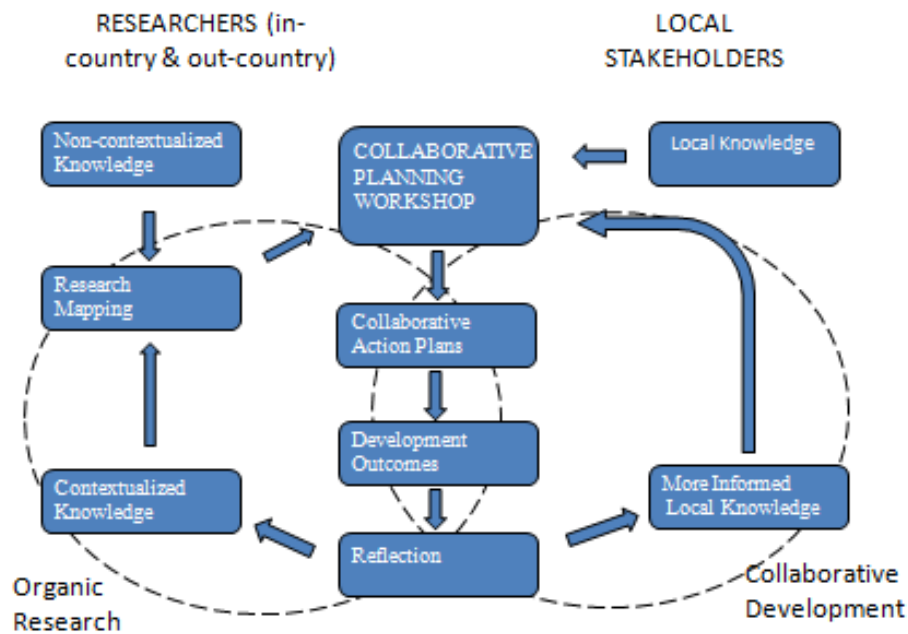 RESEARCHERS (in-
country & out-country)
LOCAL
STAKEHOLDERS
Non-contextualized
Knowledge
COLLABORATIVE
PLANNING
WORKSHOP
Local Knowledge
Research
Mapping
Collaborative
Action Plans
Development
Outcomes
Contextualized
Knowledge
More Informed
Local Knowledge
Reflection
Organic
Research
Collaborative
Development